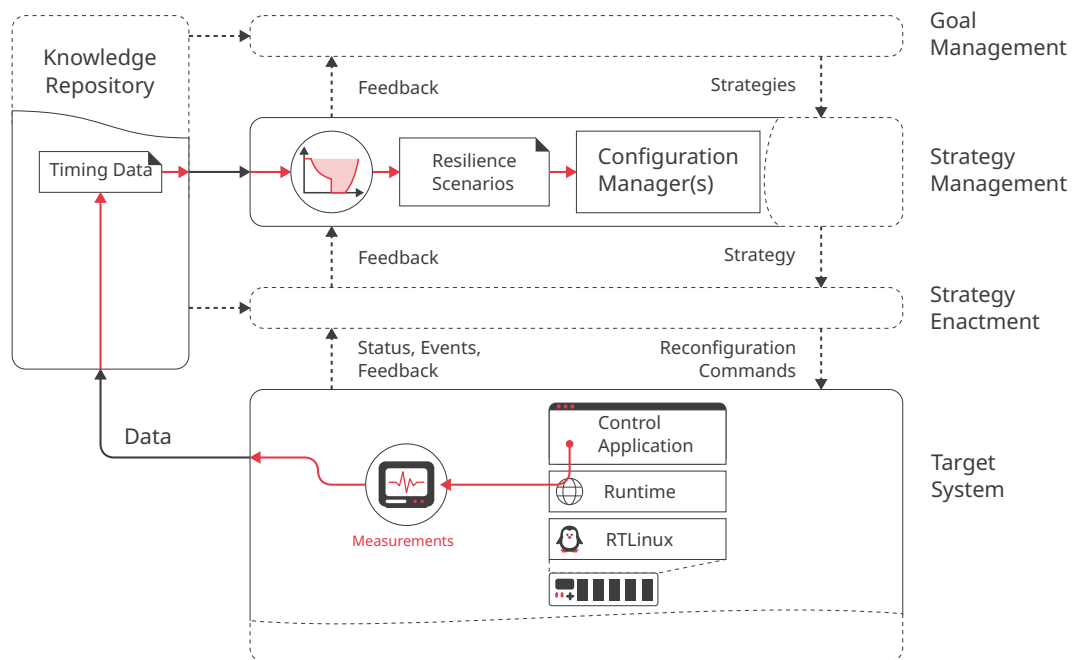 Goal
Management
Knowledge
Repository
Feedback
Strategies
Timing Data
Resilience
Scenarios
Configuration
Manager(s)
Strategy
Management
Feedback
Strategy
Strategy
Enactment
Status, Events,
Feedback
Reconfiguration
Commands
Data
Control
Application
Runtime
RTLinux
Measurements
Target
System